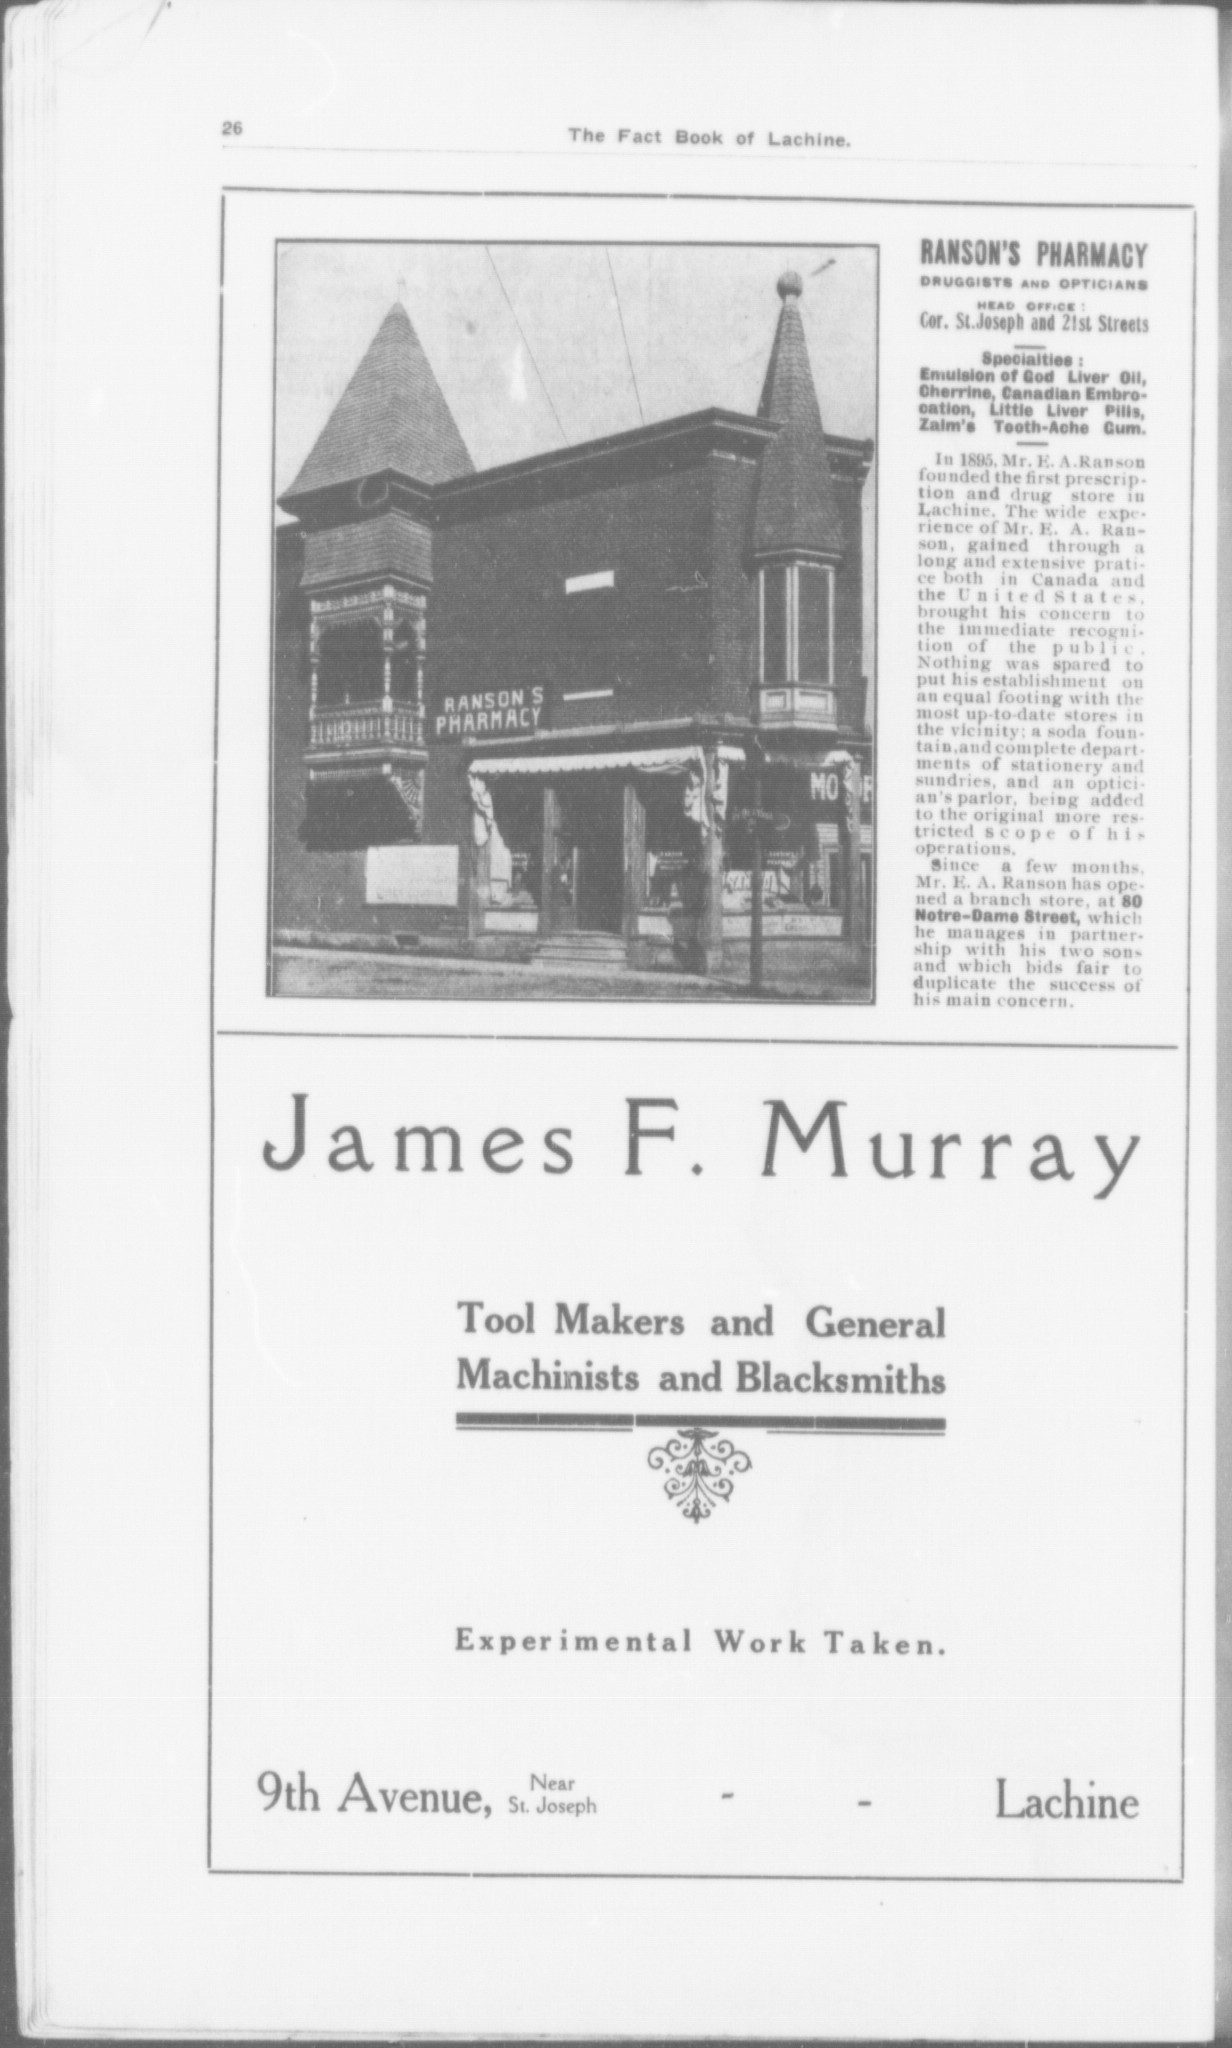 26
The Fact Book of Lachine.
RANSON'S
PHARMACY
MO
RANSON'S PHARMACY
DRUGGISTS AND OPTICIANS
HEAD OFFICE :
Cor. St.Joseph and 21st Streets
Specialties :
Emulsion of God Liver Oil,
Cherrine, Canadian Embro-
cation, Little Liver Pills,
Zalm's Tooth-Ache Gum.
In 1895, Mr. E. A.Ranson
founded the first prescrip-
tion and drug store in
Lachine. The wide expe-
rience of Mr. E. A. Ran-
son, gained through a
long and extensive prati-
ce both in Canada and
the United States,
brought his concern to
the immediate recogni-
tion of the public.
Nothing was spared to
put his establishment on
an equal footing with the
most up-to-date stores in
the vicinity; a soda foun-
tain,and complete depart-
ments of stationery and
sundries, and an optici-
an's parlor, being added
to the original more res-
tricted scope of his
operations.
Since a few months,
Mr. E. A. Ranson has ope-
ned a branch store, at 80
Notre-Dame Street, which
he manages in partner-
ship with his two sons
and which bids fair to
duplicate the success of
his main concern.
James F. Murray
Tool Makers and General
Machinists and Blacksmiths
Experimental Work Taken.
9th Avenue, Near St. Joseph - - Lachine